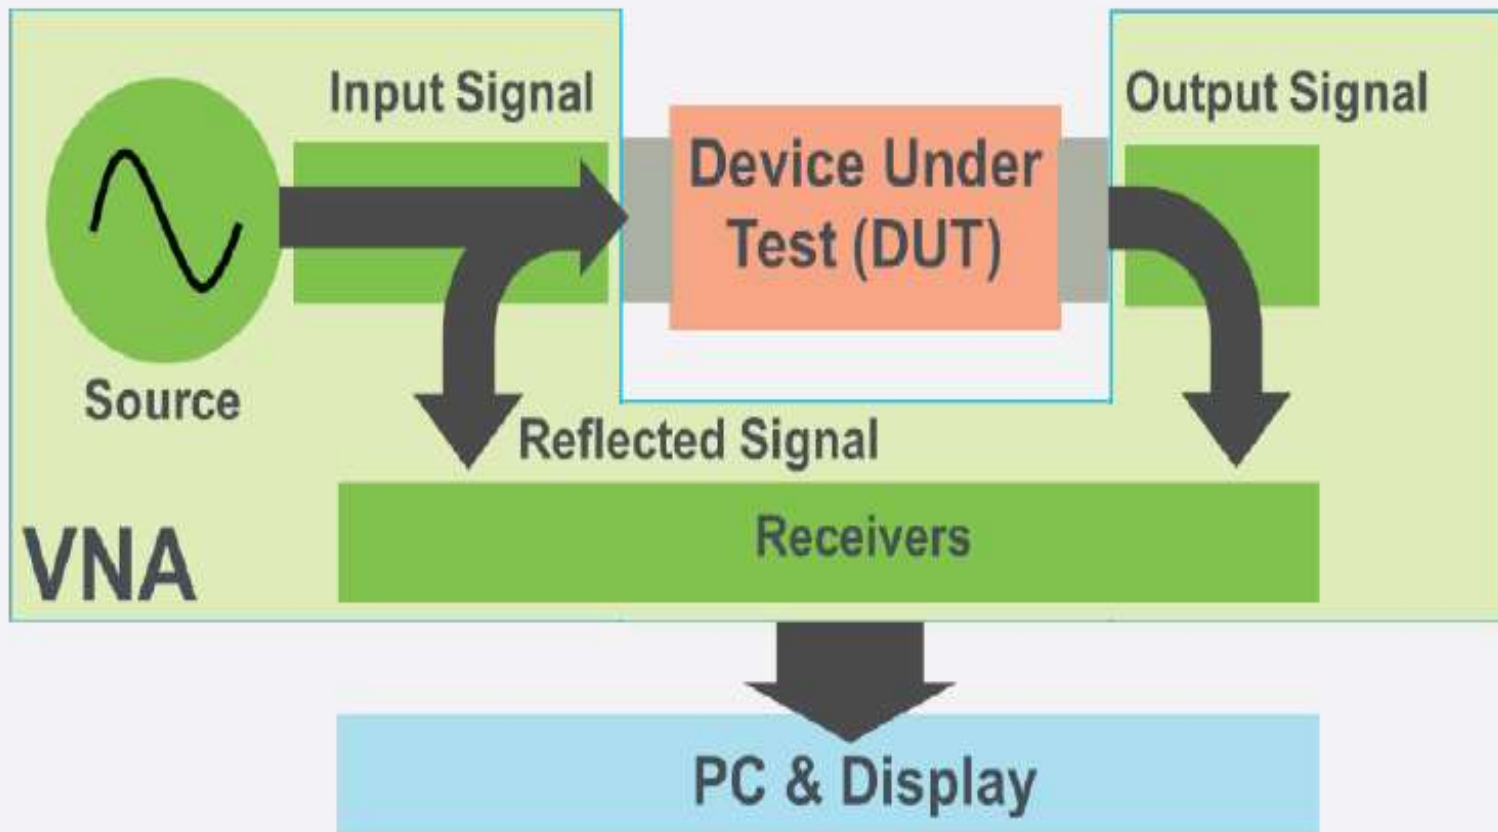 Input Signal
Output Signal
Device Under
Test (DUT)
Source
Reflected Signal
Receivers
VNA
PC & Display